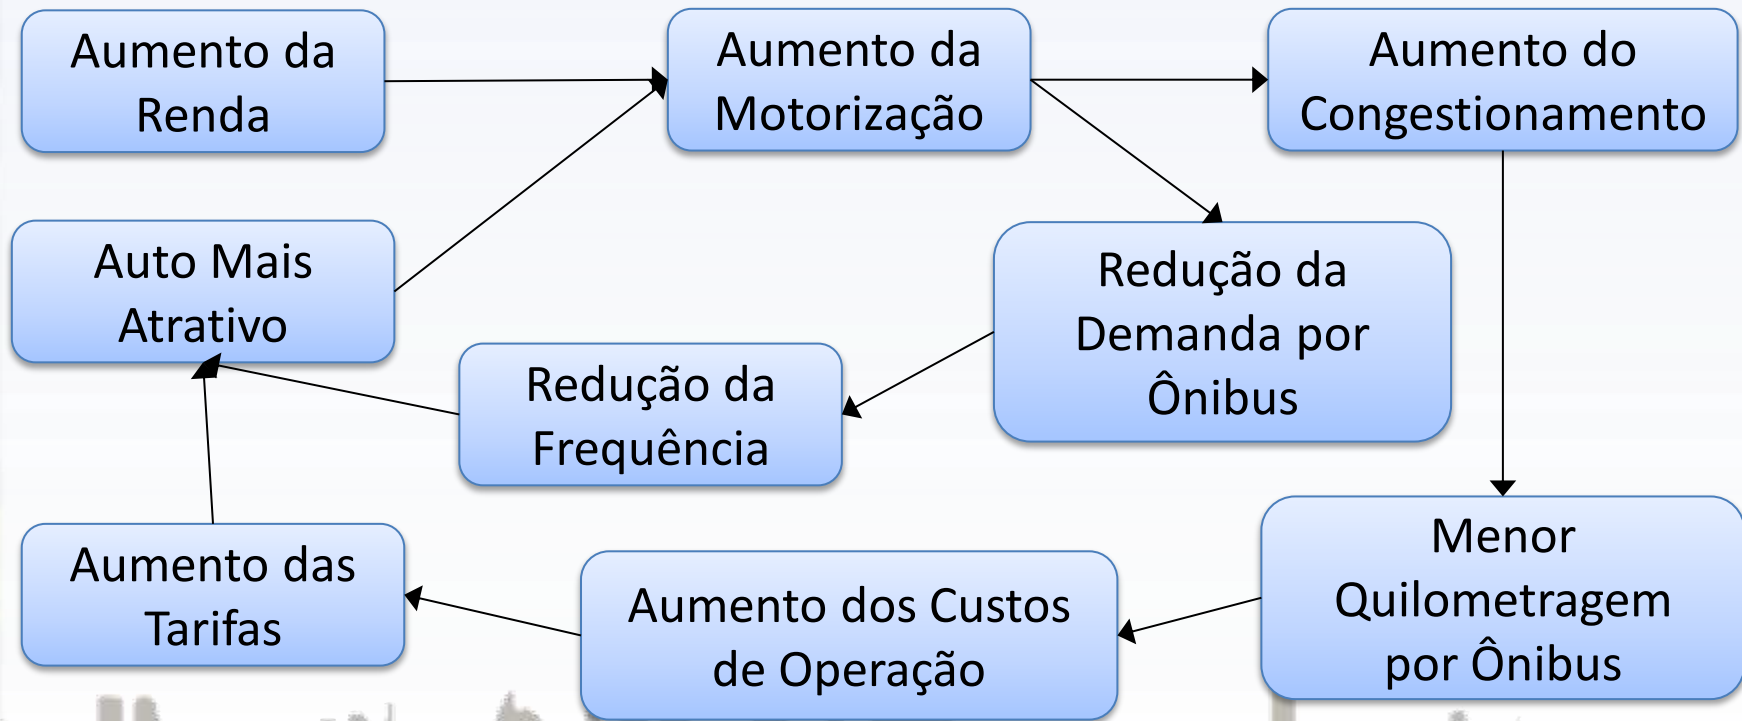 Aumento da
Renda
Aumento da
Motorização
Aumento do
Congestionamento
Auto Mais
Atrativo
Redução da
Demanda por
Ônibus
Redução da
Frequência
Aumento das
Tarifas
Aumento dos Custos
de Operação
Menor
Quilometragem
por Ônibus